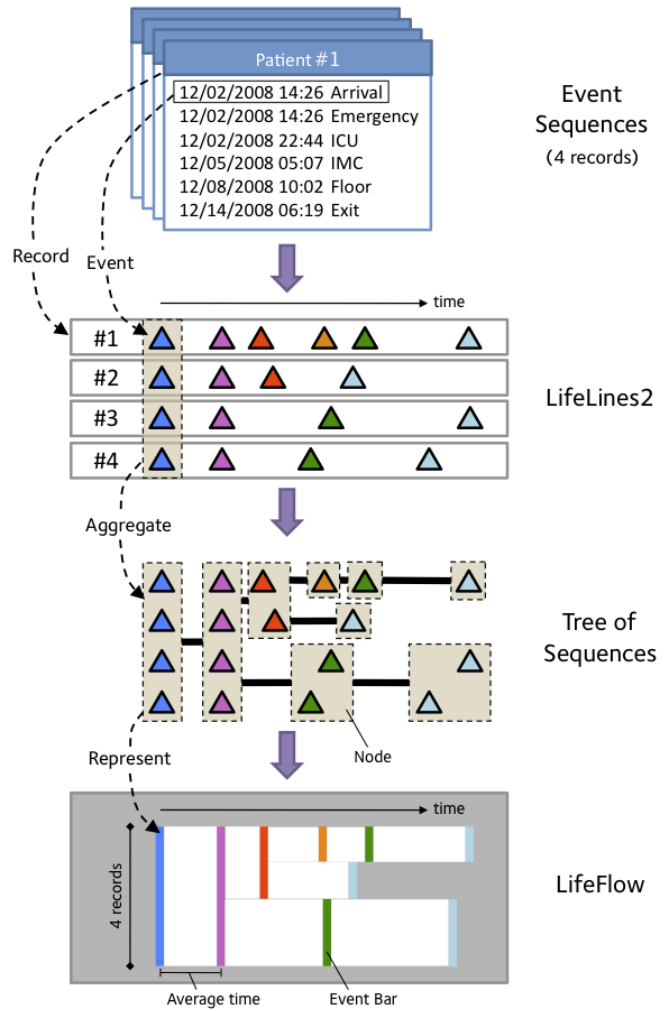 Patient #1
12/02/2008 14:26 Arrival
12/02/2008 14:26 Emergency
12/02/2008 22:44 ICU
12/05/2008 05:07 IMC
12/08/2008 10:02 Floor
12/14/2008 06:19 Exit
Event
Sequences
(4 records)
Record
Event
time
#1
#2
#3
#4
LifeLines2
Aggregate
Tree of
Sequences
Node
Represent
time
4 records
LifeFlow
Average time
Event Bar